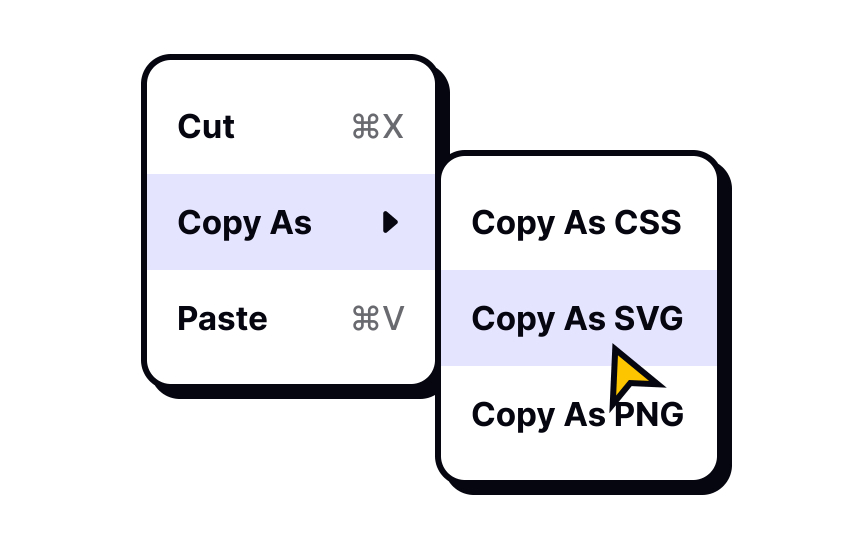 Cut ⌘X
Copy As
Paste ⌘V
Copy As CSS
Copy As SVG
Copy As PNG